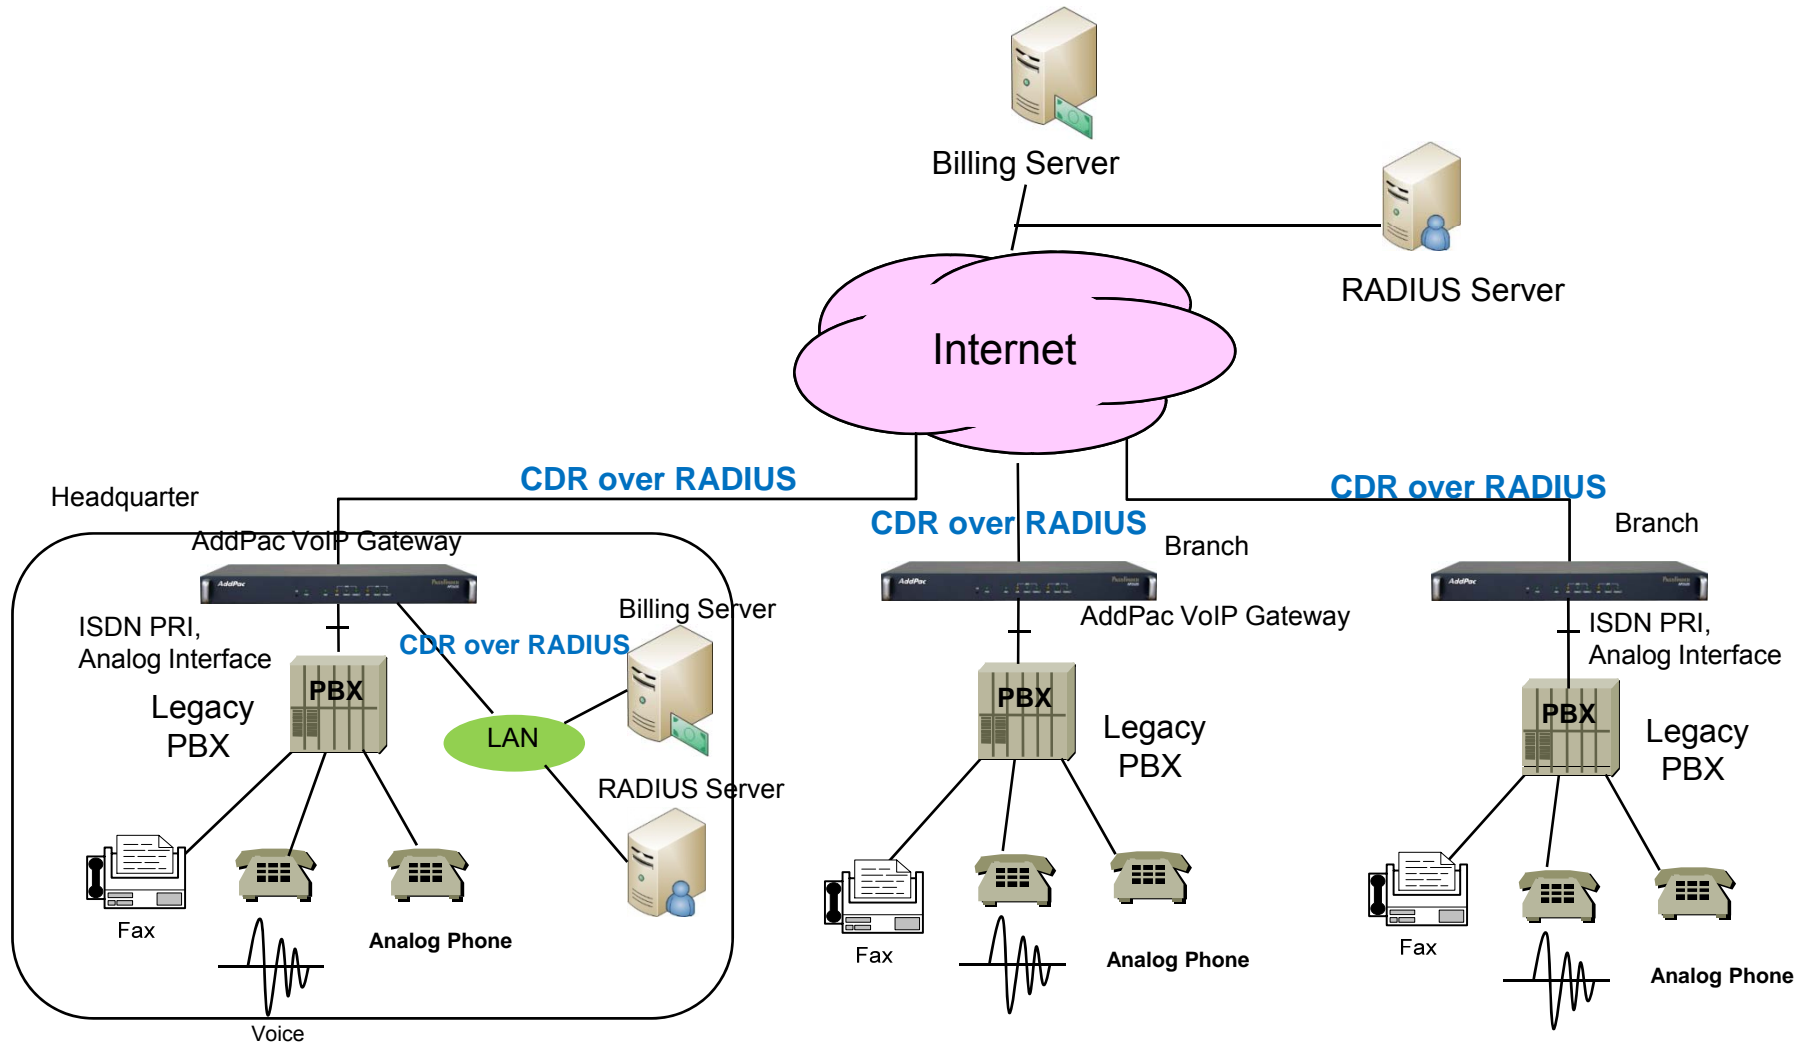 Billing Server
RADIUS Server
Internet
CDR over RADIUS
CDR over RADIUS
CDR over RADIUS
Headquarter
Branch
Branch
AddPac VoIP Gateway
AddPac
AddPac
AddPac
AddPac VoIP Gateway
ISDN PRI,
Analog Interface
Billing Server
CDR over RADIUS
ISDN PRI,
Analog Interface
PBX
Legacy
PBX
LAN
RADIUS Server
PBX
Legacy
PBX
PBX
Legacy
PBX
Fax
Analog Phone
Voice
Fax
Analog Phone
Fax
Analog Phone